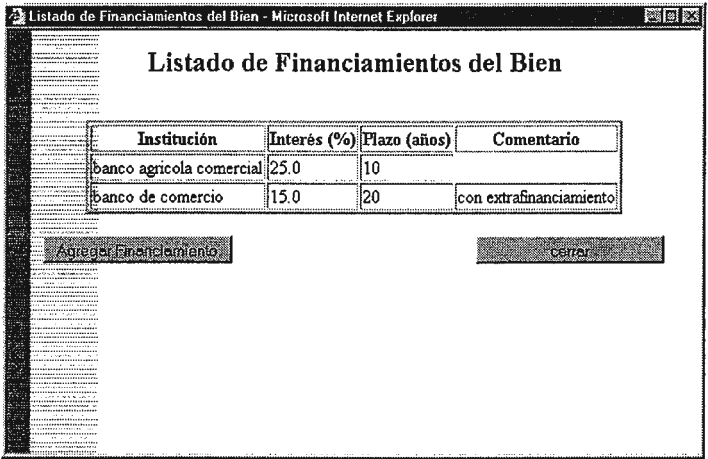 Listado de Financiamientos del Bien - Microsoft Internet Explorer
Listado de Financiamientos del Bien
Institución Interés (%) Plazo (años) Comentario
banco agricola comercial 25.0 10
banco de comercio 15.0 20 con extrafinanciamiento
Agregar Financiamiento cerrar